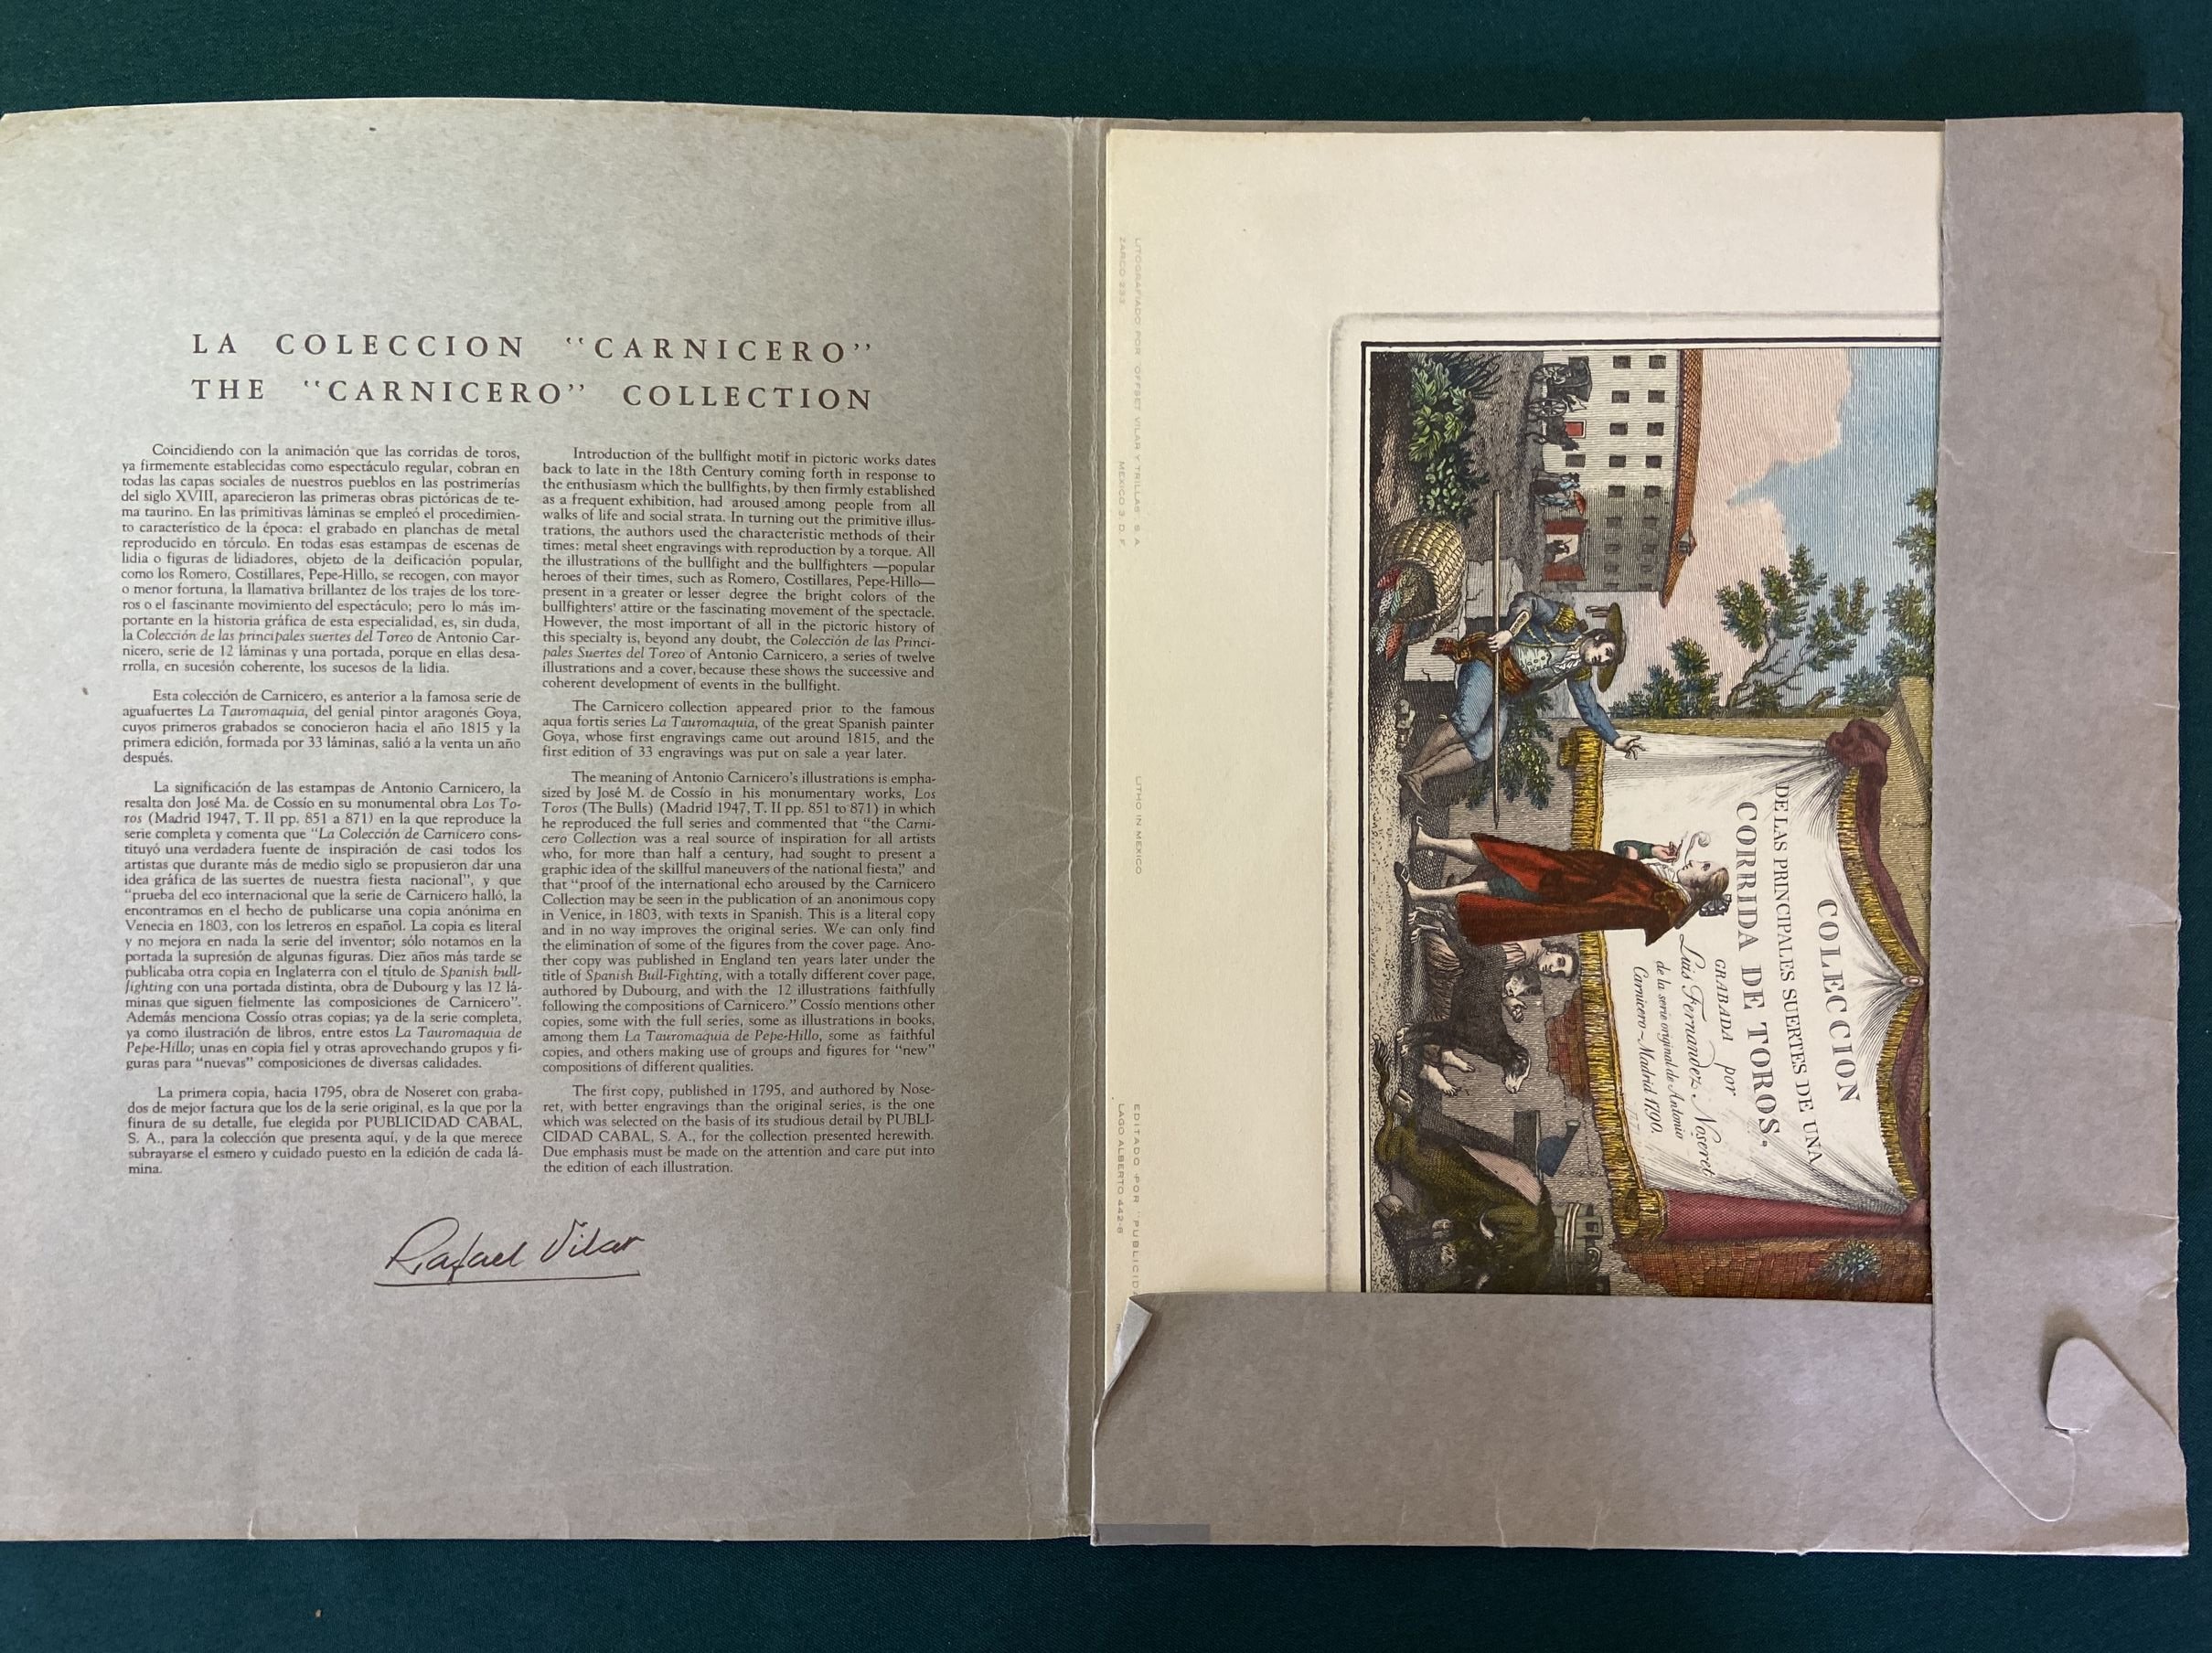 LA COLECCION “CARNICERO”
THE “CARNICERO” COLLECTION
Coincidiendo con la animación que las corridas de toros,
ya firmemente establecidas como espectáculo regular, cobran en
todas las capas sociales de nuestros pueblos en las postrimerías
del siglo XVIII, aparecieron las primeras obras pictóricas de te-
ma taurino. En las primitivas láminas se empleó el procedimien-
to característico de la época: el grabado en planchas de metal
reproducido en tórculo. En todas esas estampas de escenas de
lidia o figuras de lidiadores, objeto de la deificación popular,
como los Romero, Costillares, Pepe-Hillo, se recogen, con mayor
o menor fortuna, la llamativa brillantez de los trajes de los tore-
ros o el fascinante movimiento del espectáculo; pero lo más im-
portante en la historia gráfica de esta especialidad, es, sin duda,
la Colección de las principales suertes del Toreo de Antonio Car-
nicero, serie de 12 láminas y una portada, porque en ellas desa-
rrolla, en sucesión coherente, los sucesos de la lidia.
Esta colección de Carnicero, es anterior a la famosa serie de
aguafuertes La Tauromaquia, del genial pintor aragonés Goya,
cuyos primeros grabados se conocieron hacia el año 1815 y la
primera edición, formada por 33 láminas, salió a la venta un año
después.
La significación de las estampas de Antonio Carnicero, la
resalta don José Ma. de Cossío en su monumental obra Los To-
ros (Madrid 1947, T. II pp. 851 a 871) en la que reproduce la
serie completa y comenta que “La Colección de Carnicero cons-
tituyó una verdadera fuente de inspiración de casi todos los
artistas que durante más de medio siglo se propusieron dar una
idea gráfica de las suertes de nuestra fiesta nacional”, y que
“prueba del eco internacional que la serie de Carnicero halló, la
encontramos en el hecho de publicarse una copia anónima en
Venecia en 1803, con los letreros en español. La copia es literal
y no mejora en nada la serie del inventor; sólo notamos en la
portada la supresión de algunas figuras. Diez años más tarde se
publicaba otra copia en Inglaterra con el título de Spanish bull-
fighting con una portada distinta, obra de Dubourg y las 12 lá-
minas que siguen fielmente las composiciones de Carnicero”.
Además menciona Cossío otras copias; ya de la serie completa,
ya como ilustración de libros, entre estos La Tauromaquia de
Pepe-Hillo; unas en copia fiel y otras aprovechando grupos y fi-
guras para “nuevas” composiciones de diversas calidades.
La primera copia, hacia 1795, obra de Noseret con graba-
dos de mejor factura que los de la serie original, es la que por la
finura de su detalle, fue elegida por PUBLICIDAD CABAL,
S. A., para la colección que presenta aquí, y de la que merece
subrayarse el esmero y cuidado puesto en la edición de cada lá-
mina.
Introduction of the bullfight motif in pictoric works dates
back to late in the 18th Century coming forth in response to
the enthusiasm which the bullfights, by then firmly established
as a frequent exhibition, had aroused among people from all
walks of life and social strata. In turning out the primitive illus-
trations, the authors used the characteristic methods of their
times: metal sheet engravings with reproduction by a torque. All
the illustrations of the bullfight and the bullfighters —popular
heroes of their times, such as Romero, Costillares, Pepe-Hillo—
present in a greater or lesser degree the bright colors of the
bullfighters’ attire or the fascinating movement of the spectacle.
However, the most important of all in the pictoric history of
this specialty is, beyond any doubt, the Colección de las Princi-
pales Suertes del Toreo of Antonio Carnicero, a series of twelve
illustrations and a cover, because these shows the successive and
coherent development of events in the bullfight.
The Carnicero collection appeared prior to the famous
aqua fortis series La Tauromaquia, of the great Spanish painter
Goya, whose first engravings came out around 1815, and the
first edition of 33 engravings was put on sale a year later.
The meaning of Antonio Carnicero’s illustrations is empha-
sized by José M. de Cossío in his monumentary works, Los
Toros (The Bulls) (Madrid 1947, T. II pp. 851 to 871) in which
he reproduced the full series and commented that “the Carni-
cero Collection was a real source of inspiration for all artists
who, for more than half a century, had sought to present a
graphic idea of the skillful maneuvers of the national fiesta,” and
that “proof of the international echo aroused by the Carnicero
Collection may be seen in the publication of an anonimous copy
in Venice, in 1803, with texts in Spanish. This is a literal copy
and in no way improves the original series. We can only find
the elimination of some of the figures from the cover page. Ano-
ther copy was published in England ten years later under the
title of Spanish Bull-Fighting, with a totally different cover page,
authored by Dubourg, and with the 12 illustrations faithfully
following the compositions of Carnicero.” Cossío mentions other
copies, some with the full series, some as illustrations in books,
among them La Tauromaquia de Pepe-Hillo, some as faithful
copies, and others making use of groups and figures for “new”
compositions of different qualities.
The first copy, published in 1795, and authored by Nose-
ret, with better engravings than the original series, is the one
which was selected on the basis of its studious detail by PUBLI-
CIDAD CABAL, S. A., for the collection presented herewith.
Due emphasis must be made on the attention and care put into
the edition of each illustration.
Rafael Vilar
COLECCION
DE LAS PRINCIPALES SUERTES DE UNA
CORRIDA DE TOROS.
GRABADA por
Luis Fernandez Noseret
de la serie original de Antonio
Carnicero-Madrid 1790.
LITOGRAFIADO POR "OFFSET VILAR Y TRILLAS" S. A.
ZARCO 233 MEXICO 3, D. F.
LITHO IN MEXICO
EDITADO POR "PUBLICID
LAGO ALBERTO 442-8